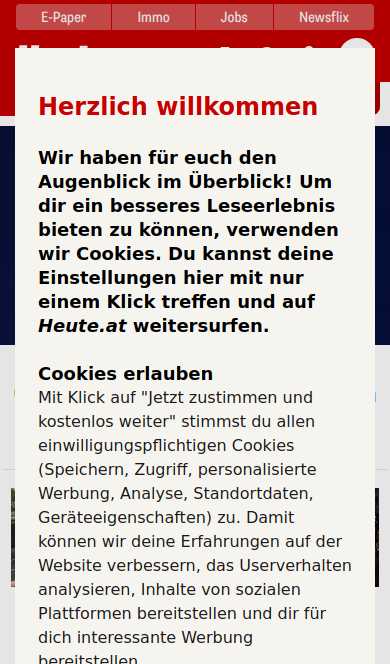 E-Paper
Immo
Jobs
Newsflix
Herzlich willkommen
Wir haben für euch den
Augenblick im Überblick! Um
dir ein besseres Leseerlebnis
bieten zu können, verwenden
wir Cookies. Du kannst deine
Einstellungen hier mit nur
einem Klick treffen und auf
Heute.at weitersurfen.
Cookies erlauben
Mit Klick auf "Jetzt zustimmen und
kostenlos weiter" stimmst du allen
einwilligungspflichtigen Cookies
(Speichern, Zugriff, personalisierte
Werbung, Analyse, Standortdaten,
Geräteeigenschaften) zu. Damit
können wir deine Erfahrungen auf der
Website verbessern, das Userverhalten
analysieren, Inhalte von sozialen
Plattformen bereitstellen und dir für
dich interessante Werbung
bereitstellen.